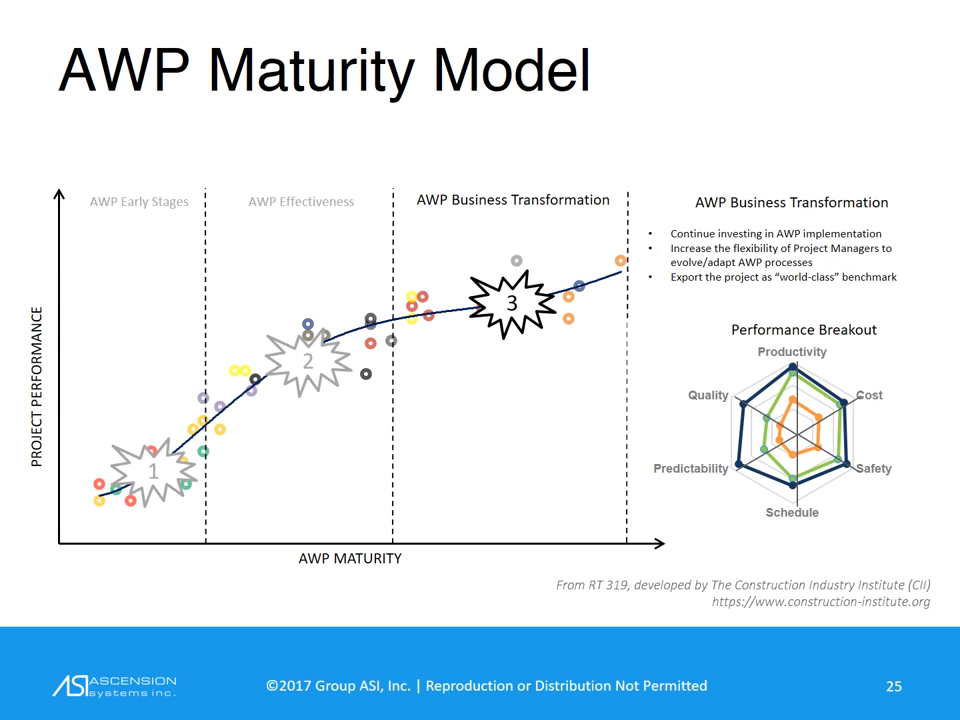 AWP Maturity Model
AWP Early Stages
AWP Effectiveness
AWP Business Transformation
PROJECT PERFORMANCE
1
2
3
AWP MATURITY
AWP Business Transformation
• Continue investing in AWP implementation
• Increase the flexibility of Project Managers to
evolve/adapt AWP processes
• Export the project as “world-class” benchmark
Performance Breakout
Productivity
Quality
Cost
Predictability
Safety
Schedule
From RT 319, developed by The Construction Industry Institute (CII)
https://www.construction-institute.org
ASI ASCENSION
systems inc.
©2017 Group ASI, Inc. | Reproduction or Distribution Not Permitted
25